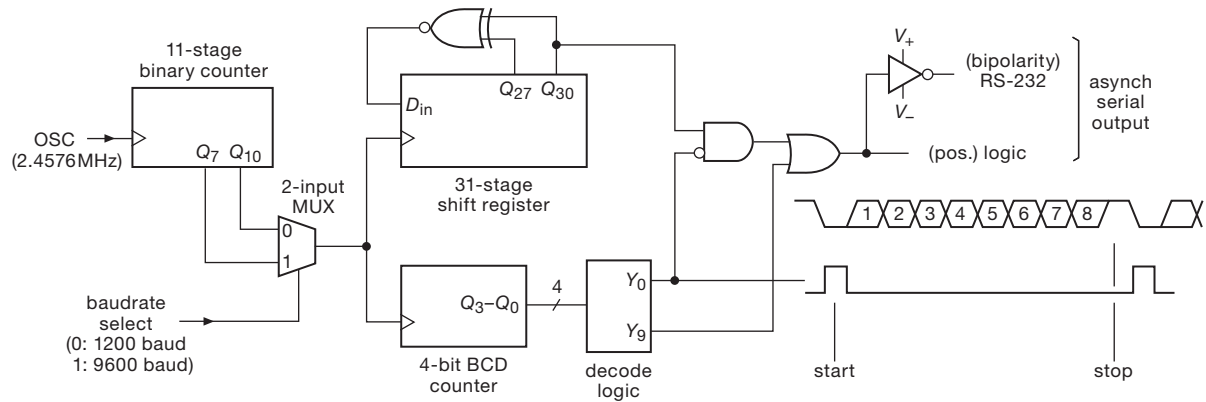 11-stage
binary counter
OSC
(2.4576 MHz)
Q7 Q10
2-input
MUX
0
1
baudrate
select
(0: 1200 baud
1: 9600 baud)
Din
Q27 Q30
31-stage
shift register
Q3–Q0
4
4-bit BCD
counter
Y0
Y9
decode
logic
V+
V–
(bipolarity)
RS-232
(pos.) logic
asynch
serial
output
1 2 3 4 5 6 7 8
start
stop